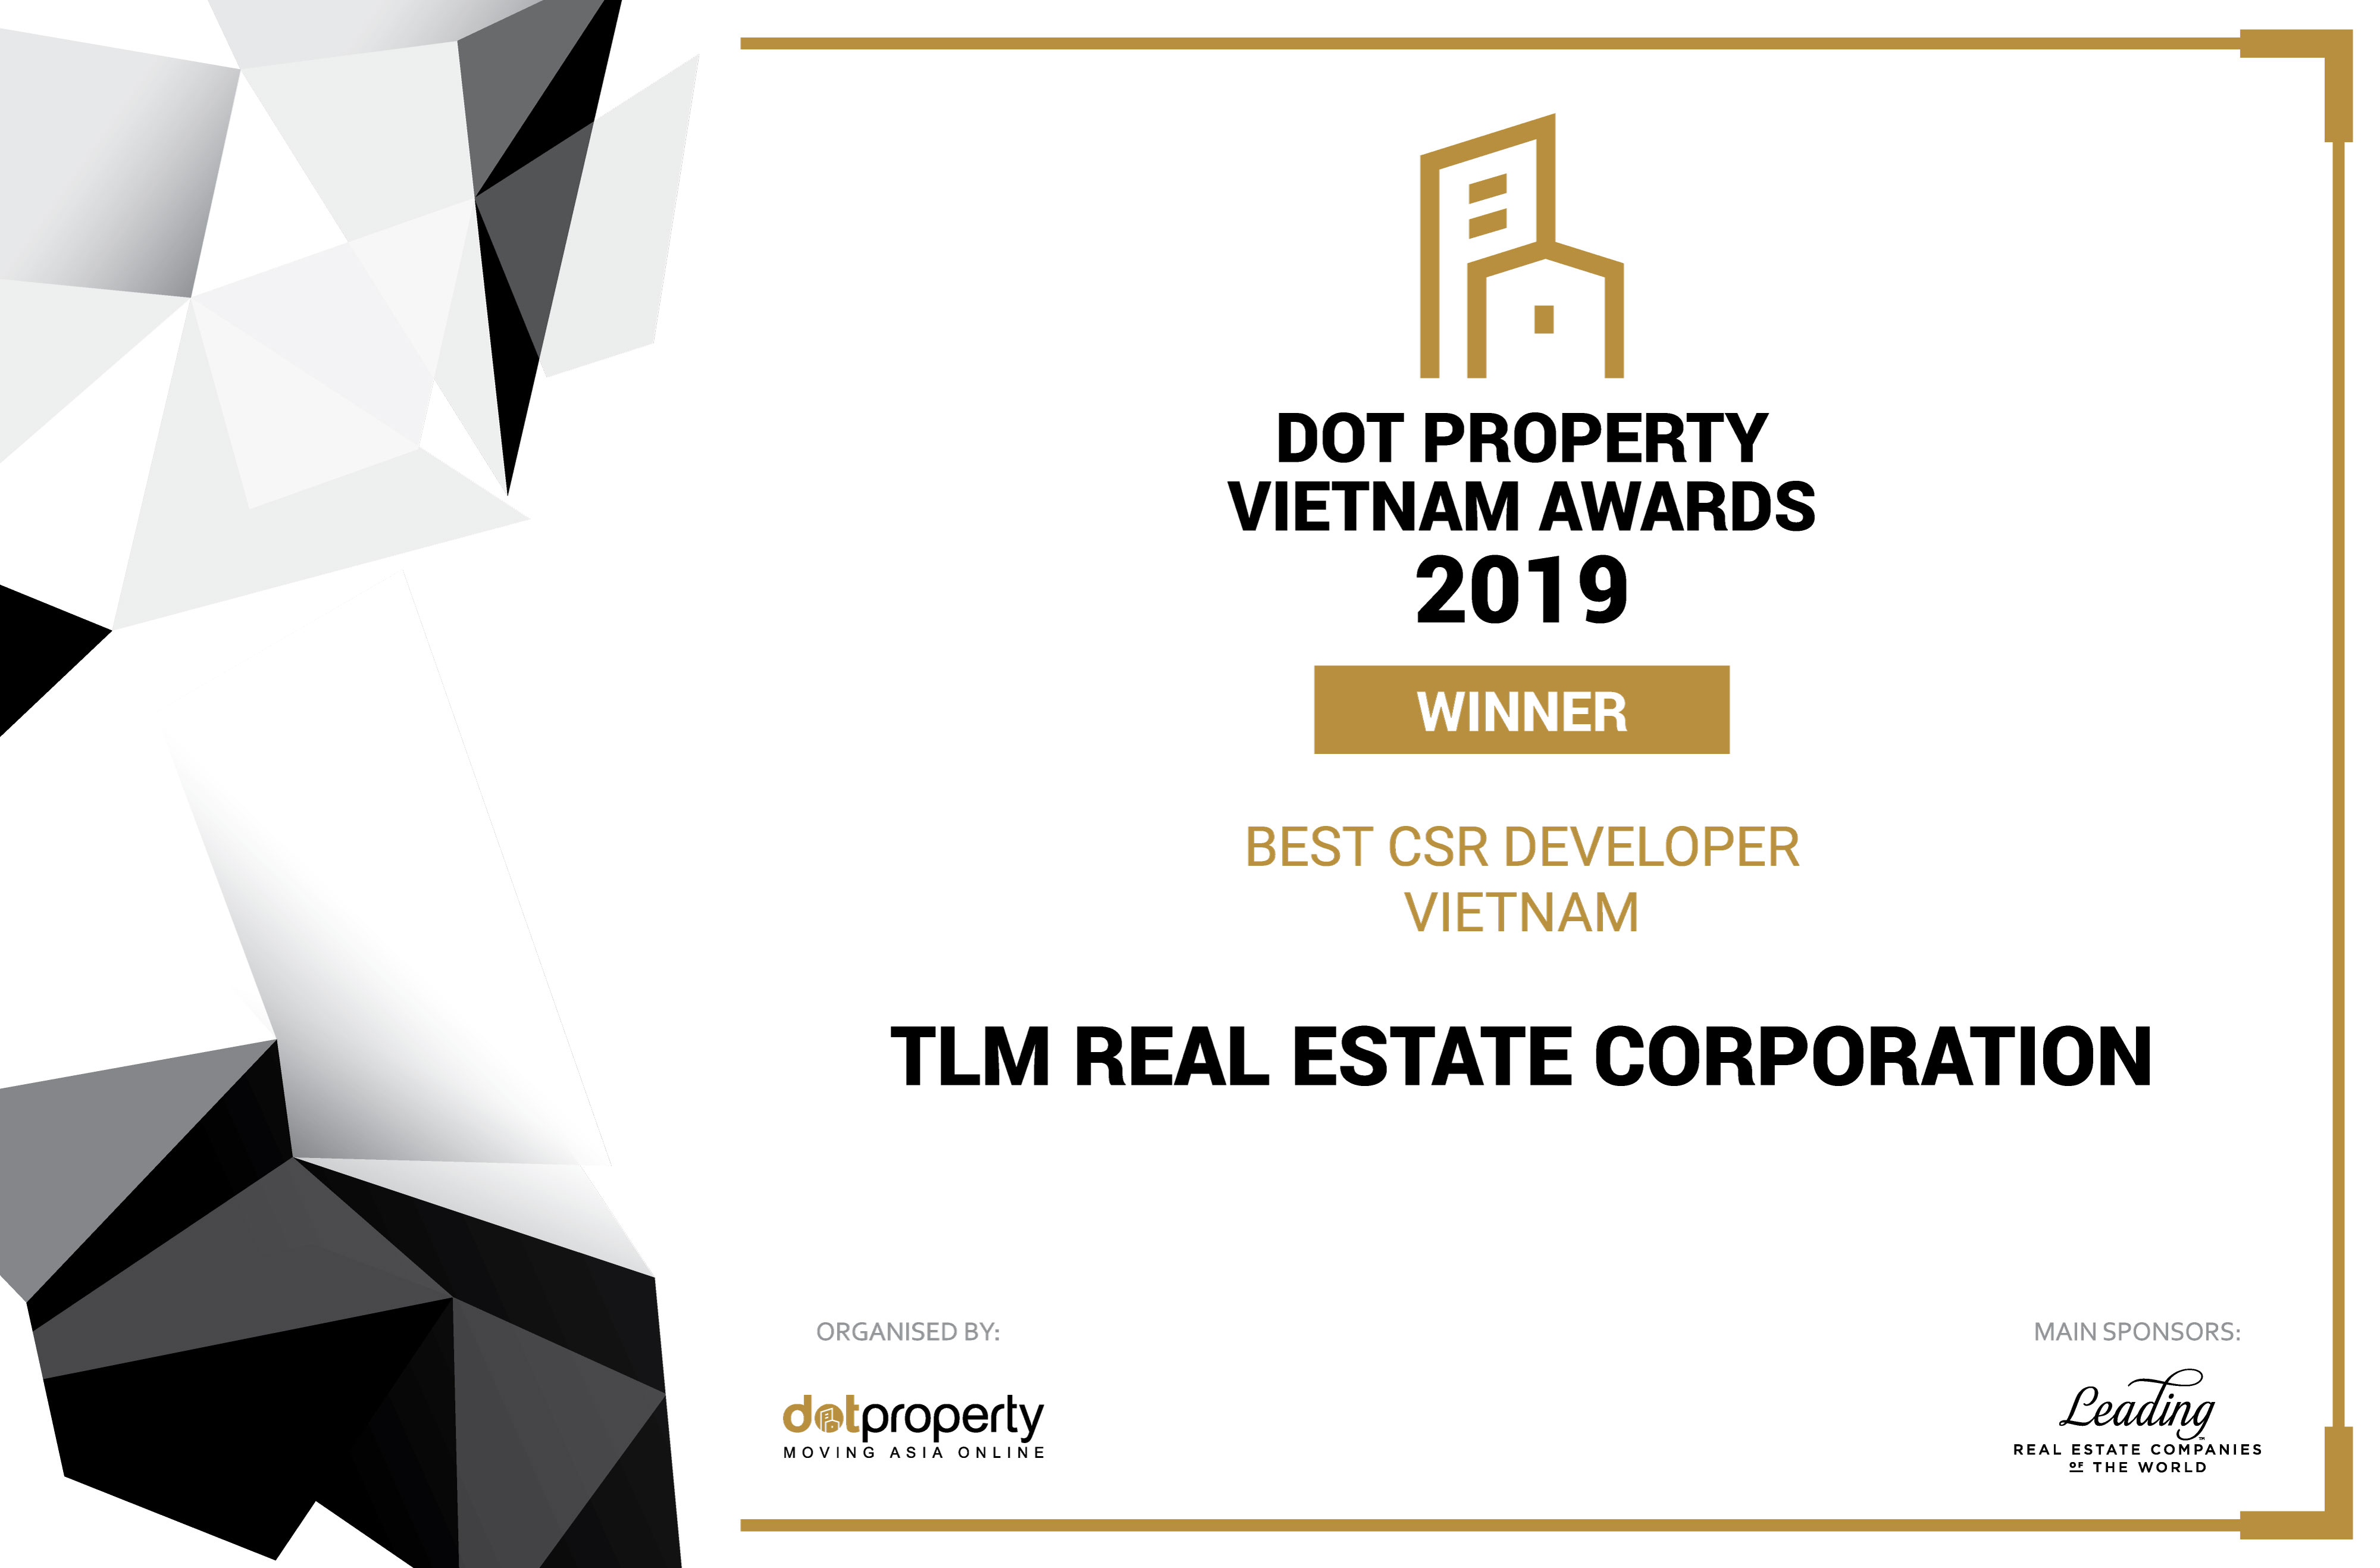 DOT PROPERTY
VIETNAM AWARDS
2019
WINNER
BEST CSR DEVELOPER
VIETNAM
TLM REAL ESTATE CORPORATION
ORGANISED BY:
dotproperty
MOVING ASIA ONLINE
MAIN SPONSORS:
Leading™
REAL ESTATE COMPANIES
OF THE WORLD